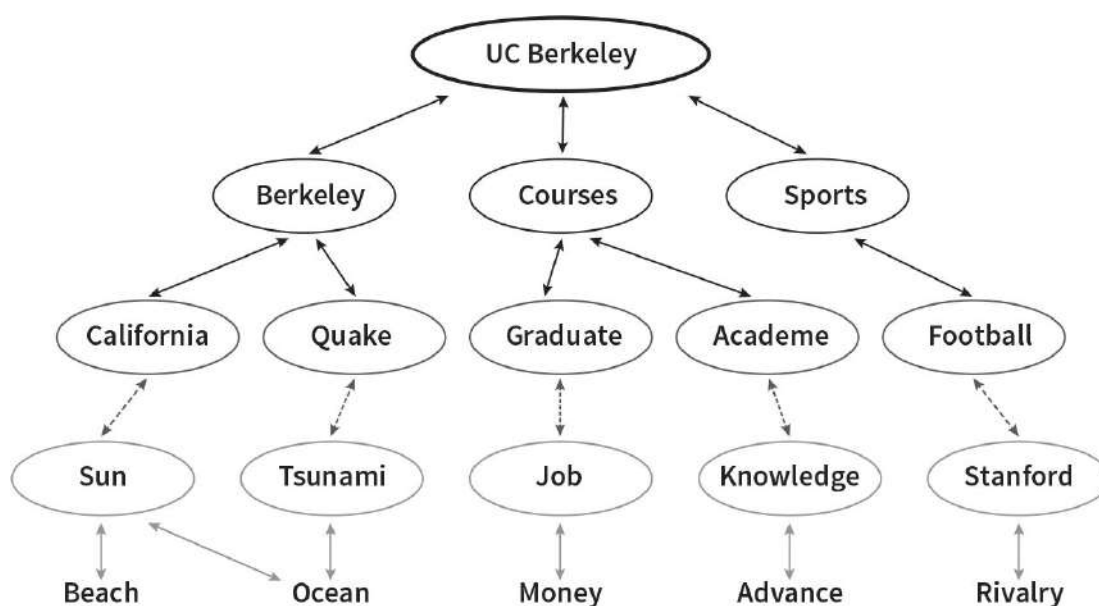 UC Berkeley
Berkeley Courses Sports
California Quake Graduate Academe Football
Sun Tsunami Job Knowledge Stanford
Beach Ocean Money Advance Rivalry